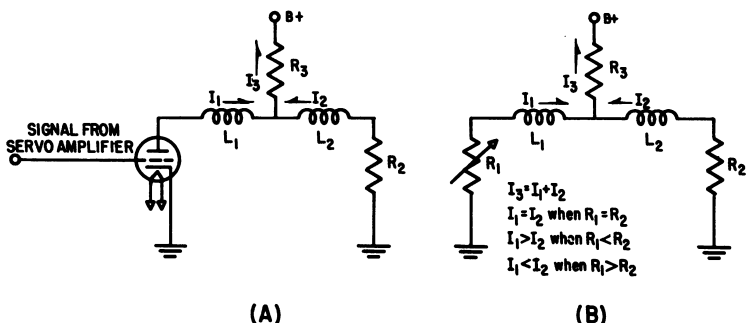 B+
R3
I3
I1
I2
L1
L2
R2
SIGNAL FROM
SERVO AMPLIFIER
(A)
B+
R3
I3
I1
I2
L1
L2
R1
R2
I3=I1+I2
I1=I2 when R1=R2
I1>I2 when R1<R2
I1<I2 when R1>R2
(B)